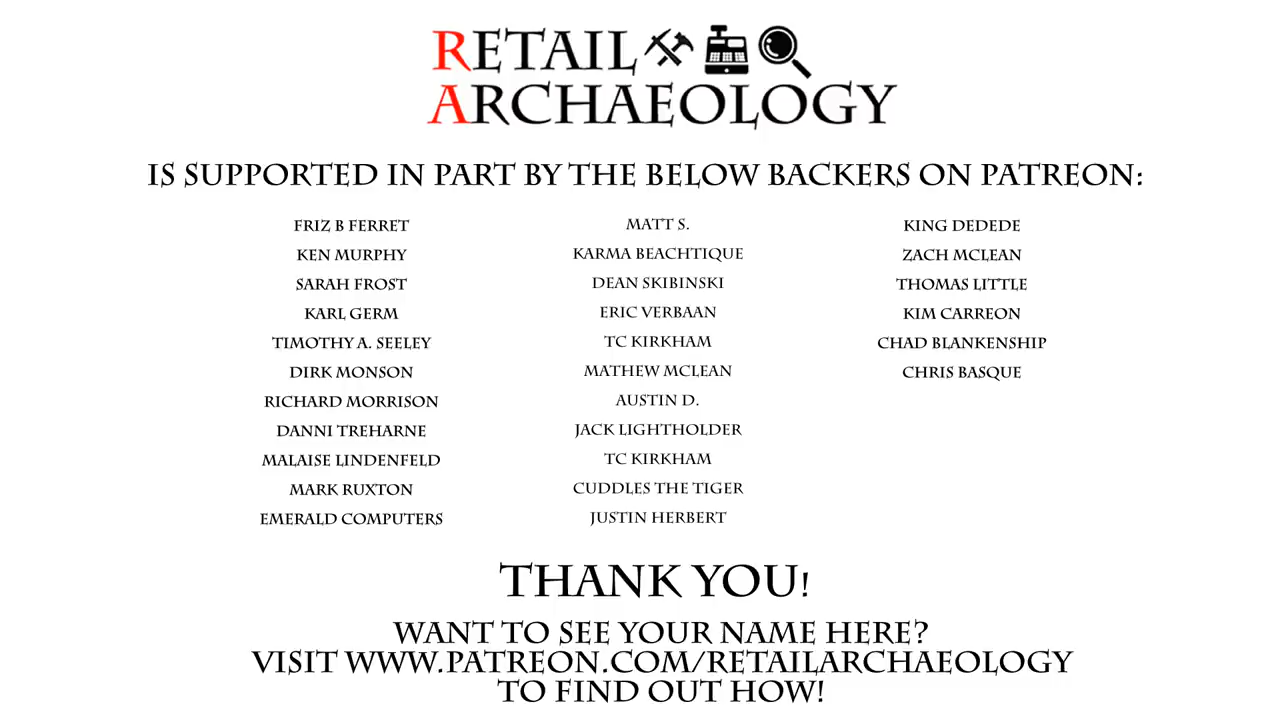 RETAIL
ARCHAEOLOGY
IS SUPPORTED IN PART BY THE BELOW BACKERS ON PATREON:
FRIZ B FERRET
KEN MURPHY
SARAH FROST
KARL GERM
TIMOTHY A. SEELEY
DIRK MONSON
RICHARD MORRISON
DANNI TREHARNE
MALAISE LINDENFELD
MARK RUXTON
EMERALD COMPUTERS
MATT S.
KARMA BEACHTIQUE
DEAN SKIBINSKI
ERIC VERBAAN
TC KIRKHAM
MATHEW MCLEAN
AUSTIN D.
JACK LIGHTHOLDER
TC KIRKHAM
CUDDLES THE TIGER
JUSTIN HERBERT
KING DEDEDE
ZACH MCLEAN
THOMAS LITTLE
KIM CARREON
CHAD BLANKENSHIP
CHRIS BASQUE
THANK YOU!
WANT TO SEE YOUR NAME HERE?
VISIT WWW.PATREON.COM/RETAILARCHAEOLOGY
TO FIND OUT HOW!